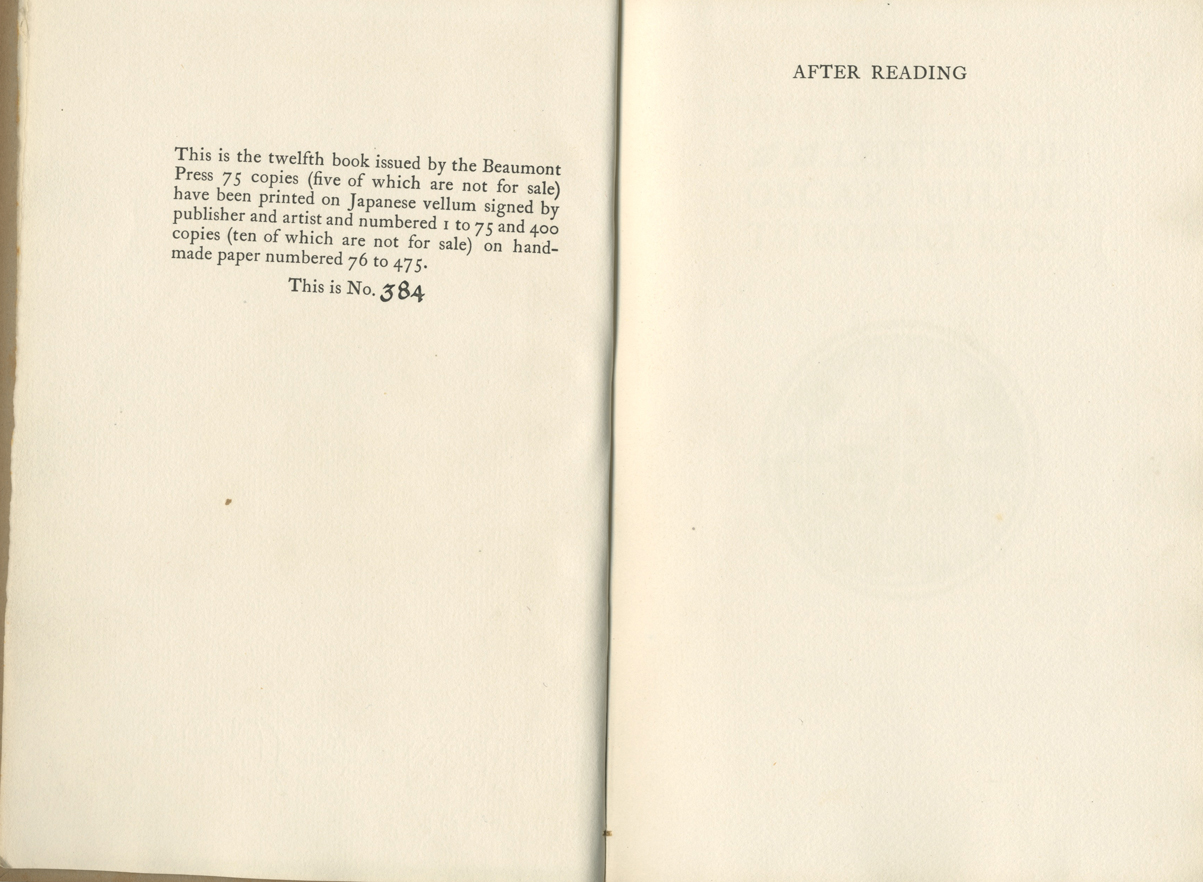 This is the twelfth book issued by the Beaumont
Press 75 copies (five of which are not for sale)
have been printed on Japanese vellum signed by
publisher and artist and numbered 1 to 75 and 400
copies (ten of which are not for sale) on hand-
made paper numbered 76 to 475.
This is No. 384
AFTER READING